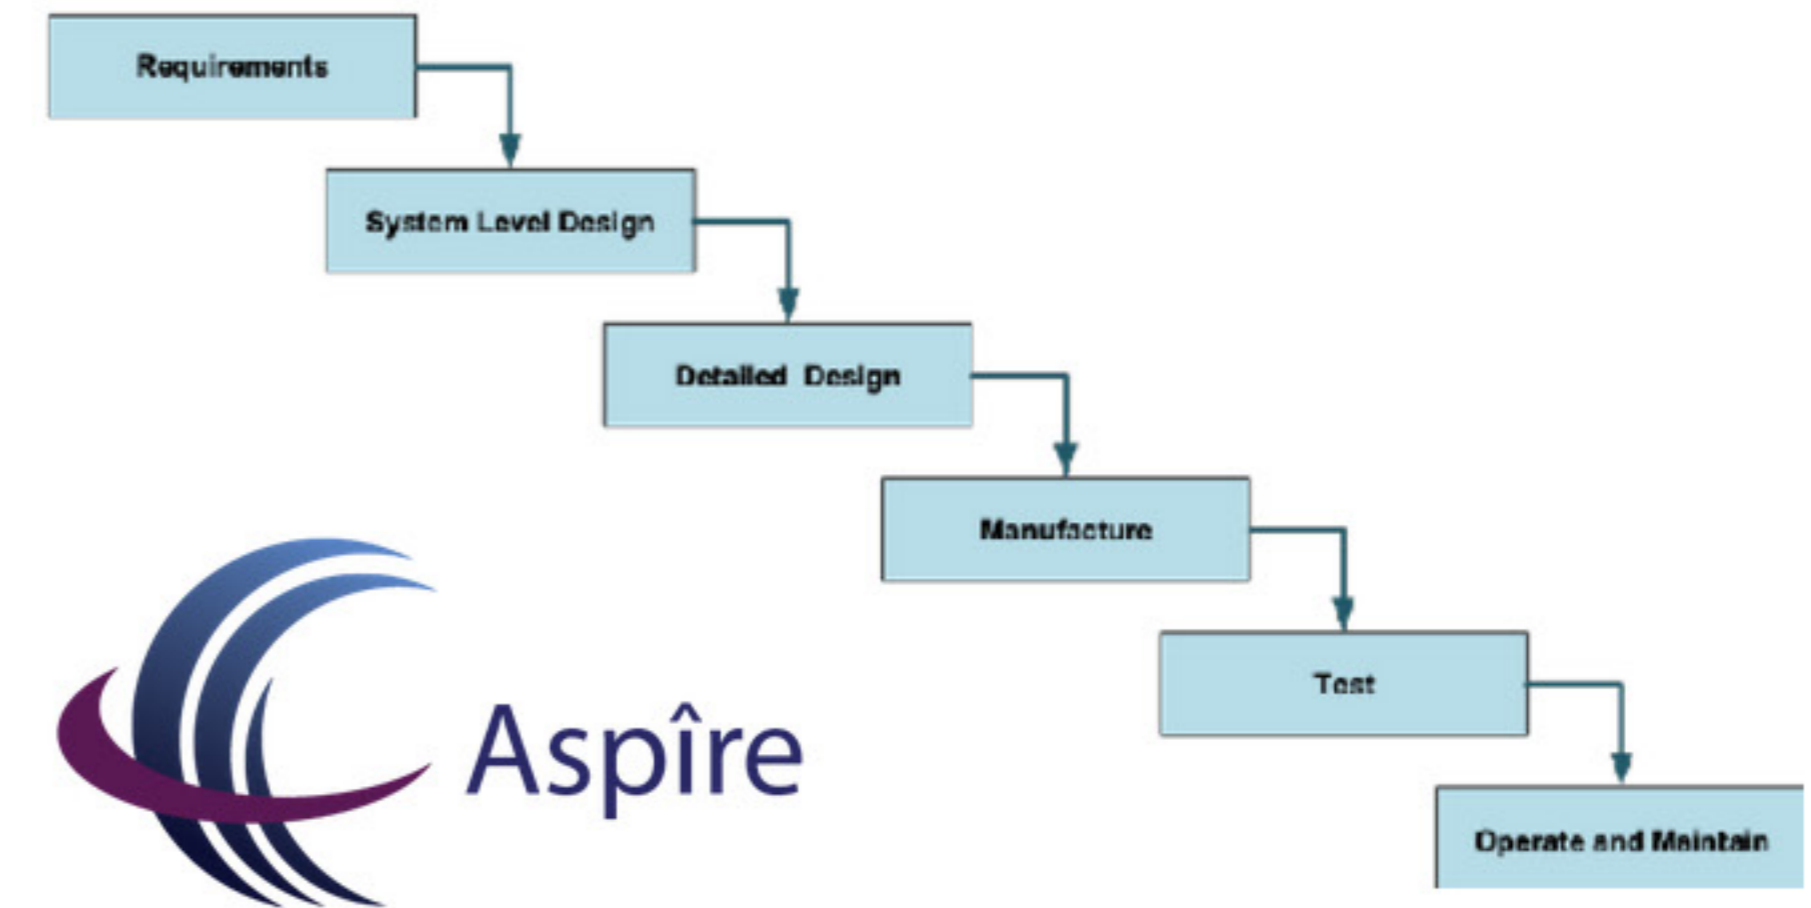 Requirements
System Level Design
Detailed Design
Manufacture
Test
Operate and Maintain
Aspîre